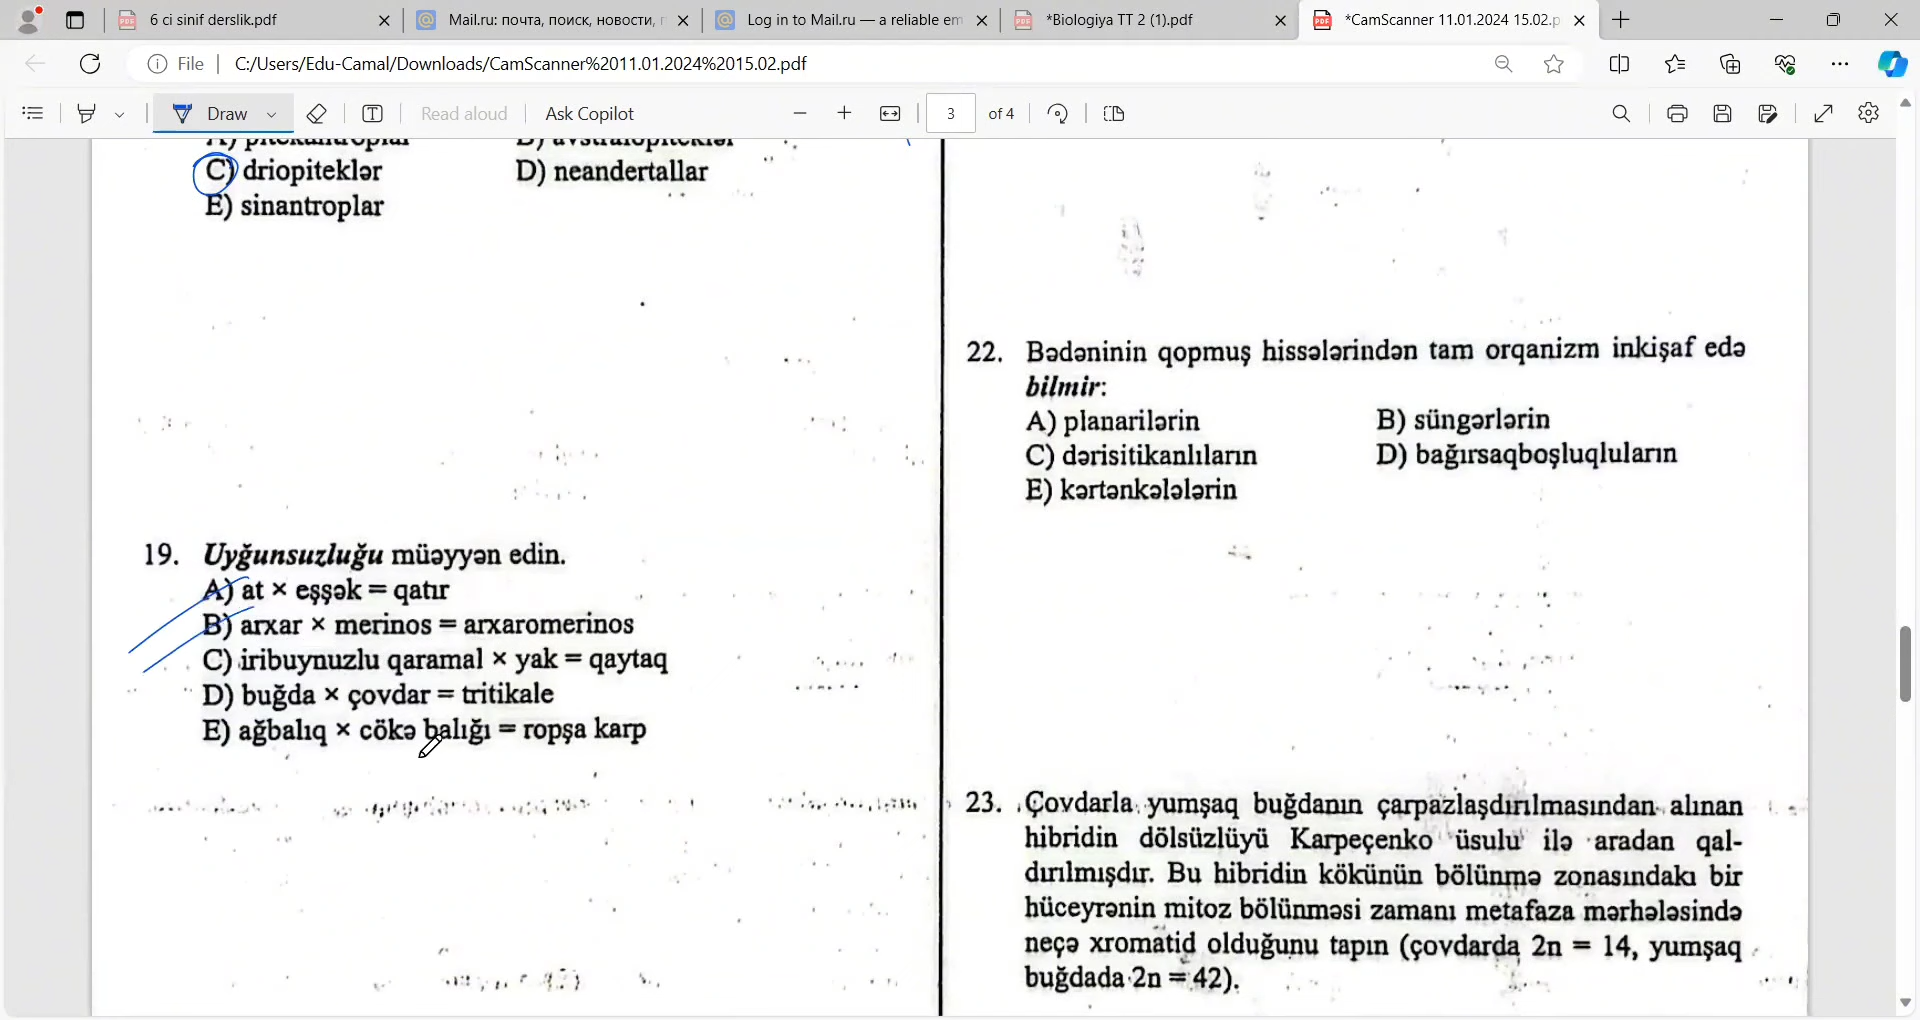 6 ci sinif derslik.pdf
Mail.ru: почта, поиск, новости,
Log in to Mail.ru — a reliable em
*Biologiya TT 2 (1).pdf
*CamScanner 11.01.2024 15.02.p
File
C:/Users/Edu-Camal/Downloads/CamScanner%2011.01.2024%2015.02.pdf
Draw
Read aloud
Ask Copilot
3
of 4
A) pitekantroplar B) avstralopiteklər
C) driopiteklər D) neandertallar
E) sinantroplar
19. Uyğunsuzluğu müəyyən edin.
A) at × eşşək = qatır
B) arxar × merinos = arxaromerinos
C) iribuynuzlu qaramal × yak = qaytaq
D) buğda × çovdar = tritikale
E) ağbalıq × cökə balığı = ropşa karp
22. Bədəninin qopmuş hissələrindən tam orqanizm inkişaf edə
bilmir:
A) planarilərin B) süngərlərin
C) dərisitikanlıların D) bağırsaqboşluqluların
E) kərtənkələlərin
23. Çovdarla yumşaq buğdanın çarpazlaşdırılmasından alınan
hibridin dölsüzlüyü Karpeçenko üsulu ilə aradan qal-
dırılmışdır. Bu hibridin kökünün bölünmə zonasındakı bir
hüceyrənin mitoz bölünməsi zamanı metafaza mərhələsində
neçə xromatid olduğunu tapın (çovdarda 2n = 14, yumşaq
buğdada 2n = 42).